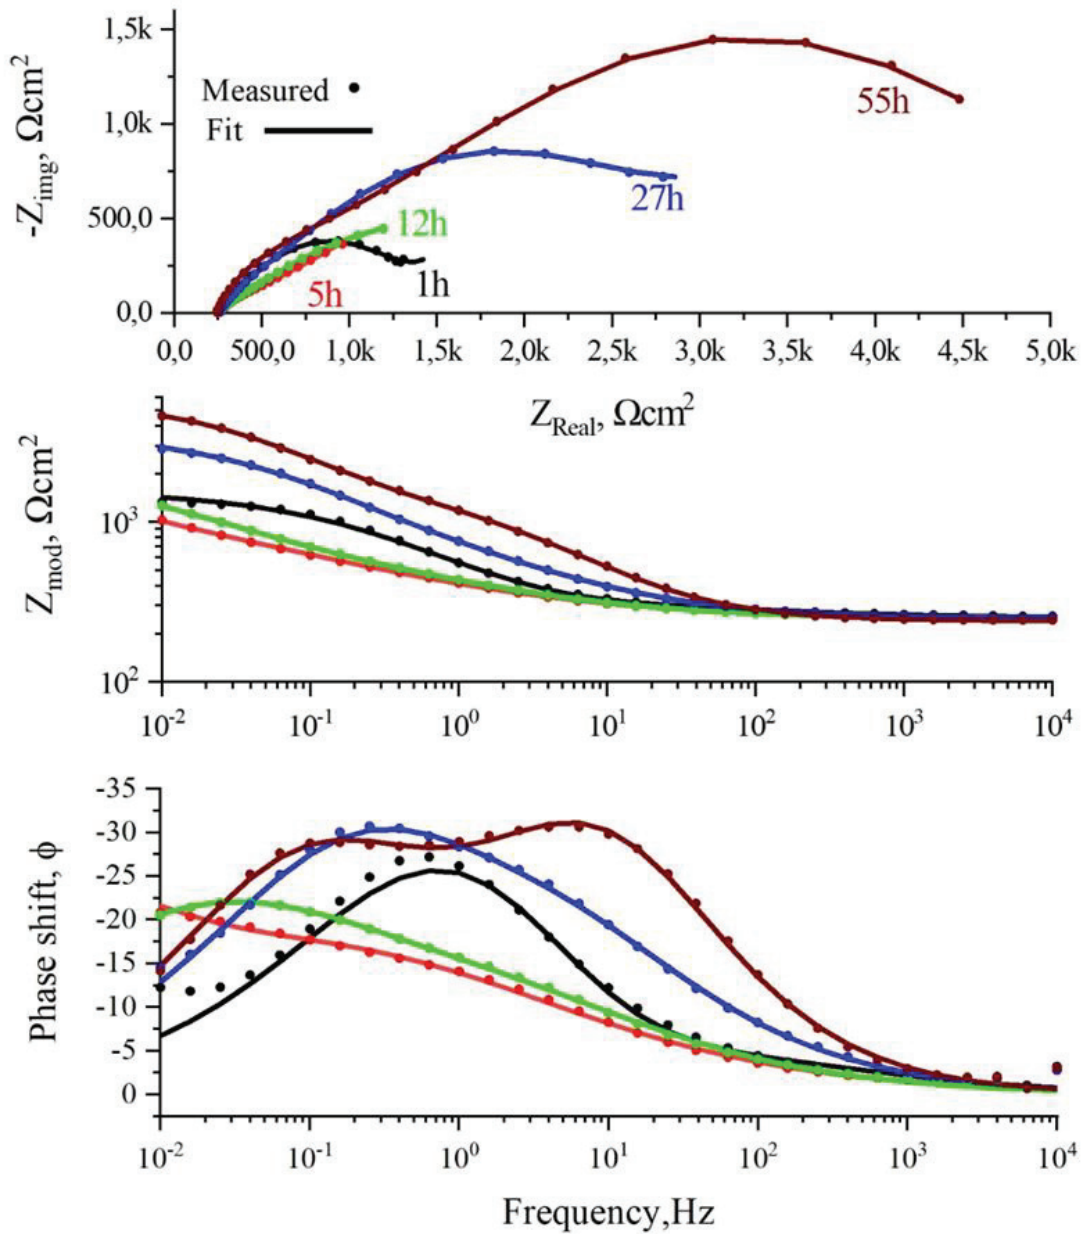 1,5k
1,0k
500,0
0,0
-Z_img, Ωcm²
Measured
Fit
55h
27h
12h
5h
1h
0,0 500,0 1,0k 1,5k 2,0k 2,5k 3,0k 3,5k 4,0k 4,5k 5,0k
Z_Real, Ωcm²
Z_mod, Ωcm²
10³
10²
10⁻² 10⁻¹ 10⁰ 10¹ 10² 10³ 10⁴
Phase shift, ϕ
-35
-30
-25
-20
-15
-10
-5
0
10⁻² 10⁻¹ 10⁰ 10¹ 10² 10³ 10⁴
Frequency,Hz